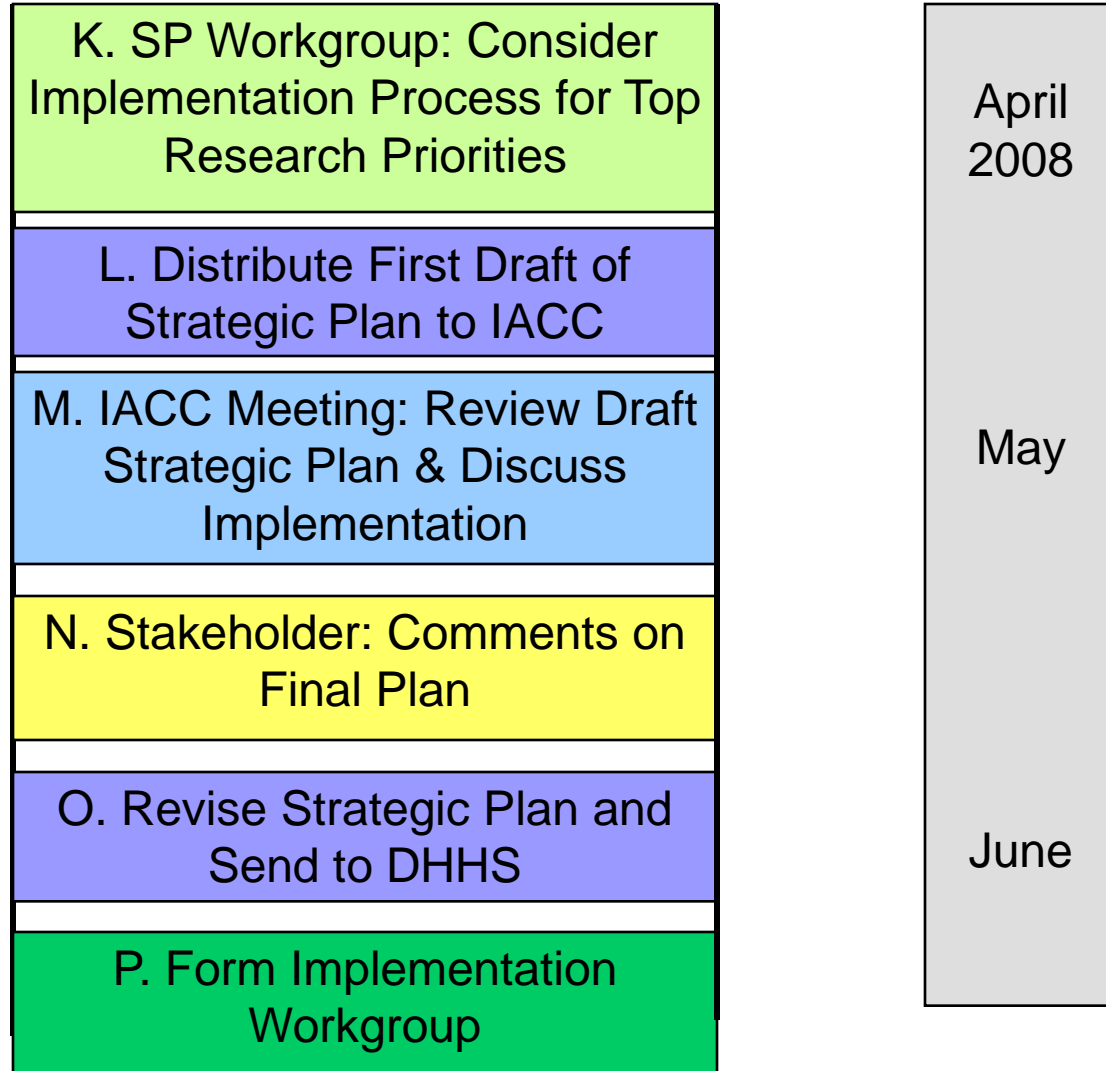 K. SP Workgroup: Consider
Implementation Process for Top
Research Priorities
April
2008
L. Distribute First Draft of
Strategic Plan to IACC
M. IACC Meeting: Review Draft
Strategic Plan & Discuss
Implementation
May
N. Stakeholder: Comments on
Final Plan
O. Revise Strategic Plan and
Send to DHHS
June
P. Form Implementation
Workgroup